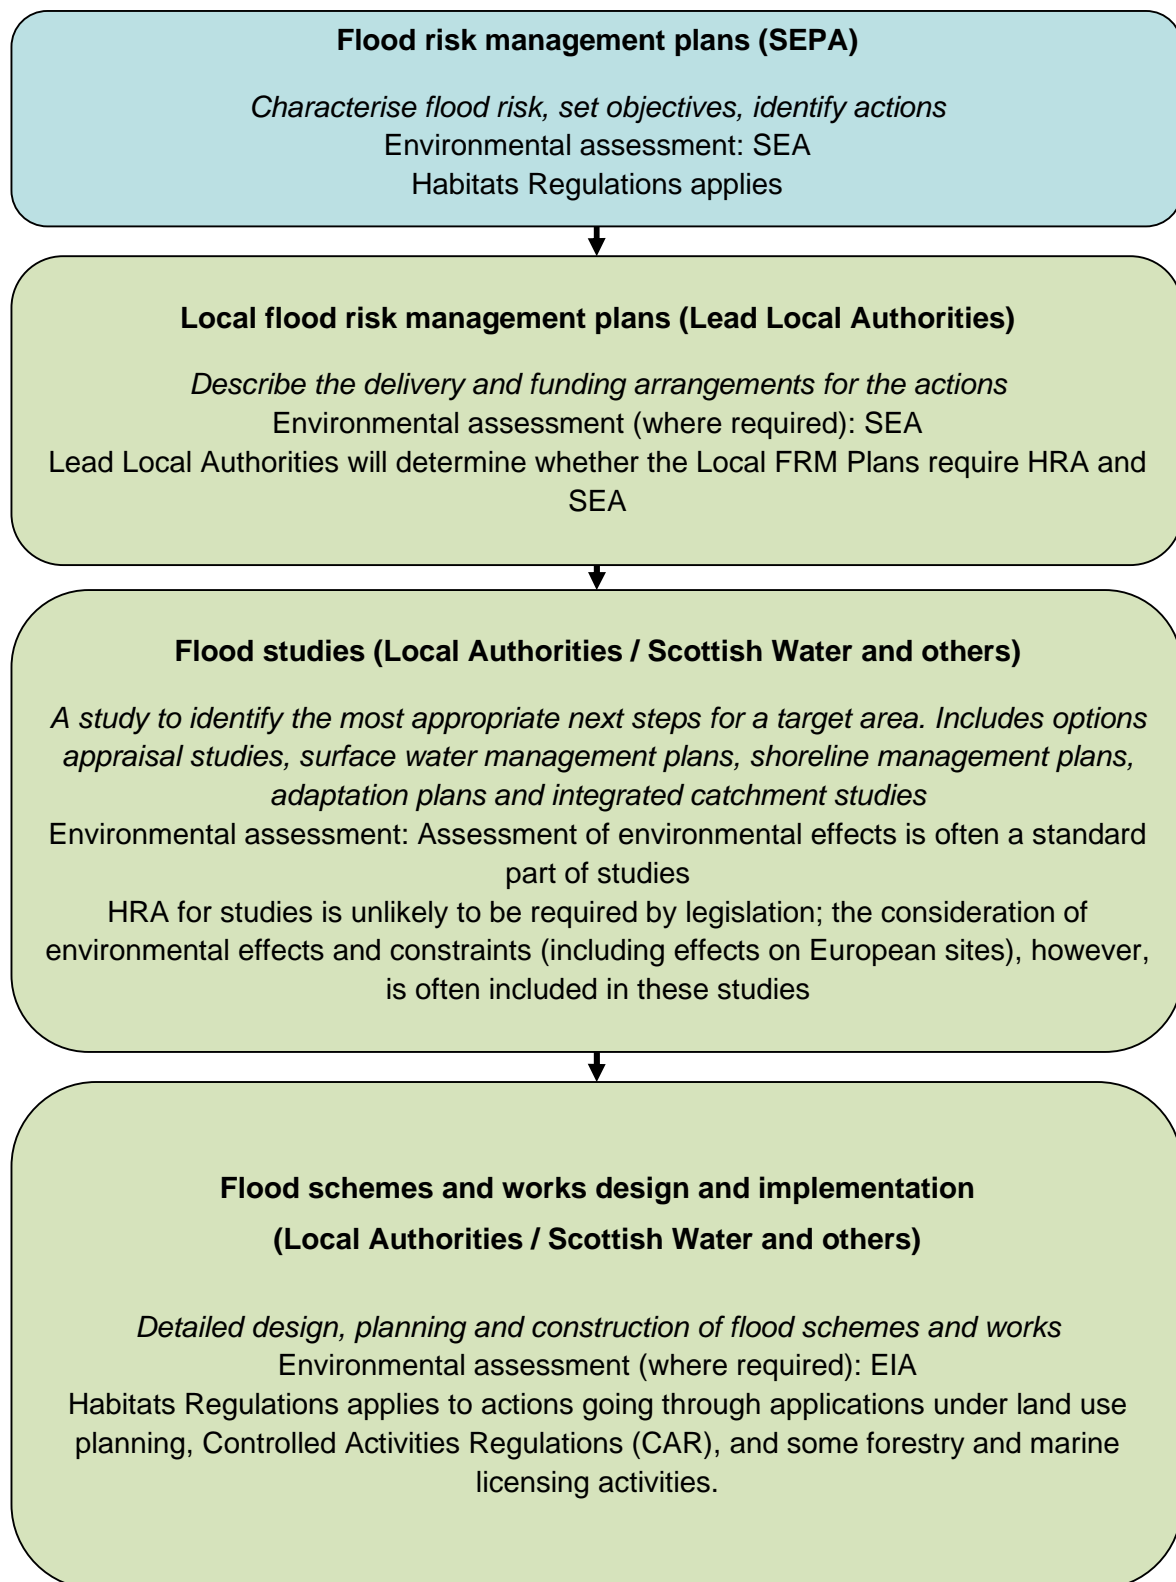 Flood risk management plans (SEPA)
Characterise flood risk, set objectives, identify actions
Environmental assessment: SEA
Habitats Regulations applies
Local flood risk management plans (Lead Local Authorities)
Describe the delivery and funding arrangements for the actions
Environmental assessment (where required): SEA
Lead Local Authorities will determine whether the Local FRM Plans require HRA and
SEA
Flood studies (Local Authorities / Scottish Water and others)
A study to identify the most appropriate next steps for a target area. Includes options
appraisal studies, surface water management plans, shoreline management plans,
adaptation plans and integrated catchment studies
Environmental assessment: Assessment of environmental effects is often a standard
part of studies
HRA for studies is unlikely to be required by legislation; the consideration of
environmental effects and constraints (including effects on European sites), however,
is often included in these studies
Flood schemes and works design and implementation
(Local Authorities / Scottish Water and others)
Detailed design, planning and construction of flood schemes and works
Environmental assessment (where required): EIA
Habitats Regulations applies to actions going through applications under land use
planning, Controlled Activities Regulations (CAR), and some forestry and marine
licensing activities.